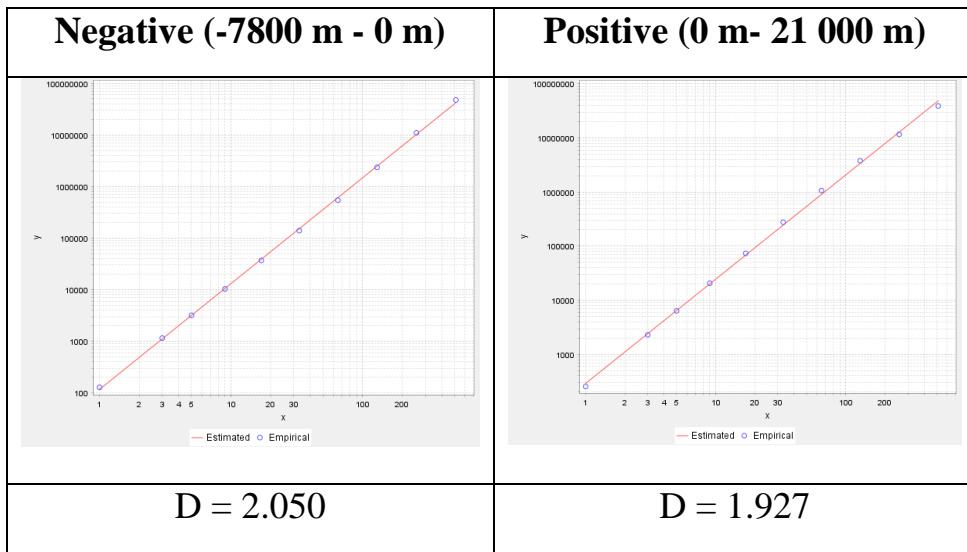 Negative (-7800 m - 0 m)
100000000
10000000
1000000
100000
10000
1000
100
y
1 2 3 4 5 10 20 30 100 200
x
Estimated Empirical
D = 2.050
Positive (0 m- 21 000 m)
100000000
10000000
1000000
100000
10000
1000
y
1 2 3 4 5 10 20 30 100 200
x
Estimated Empirical
D = 1.927